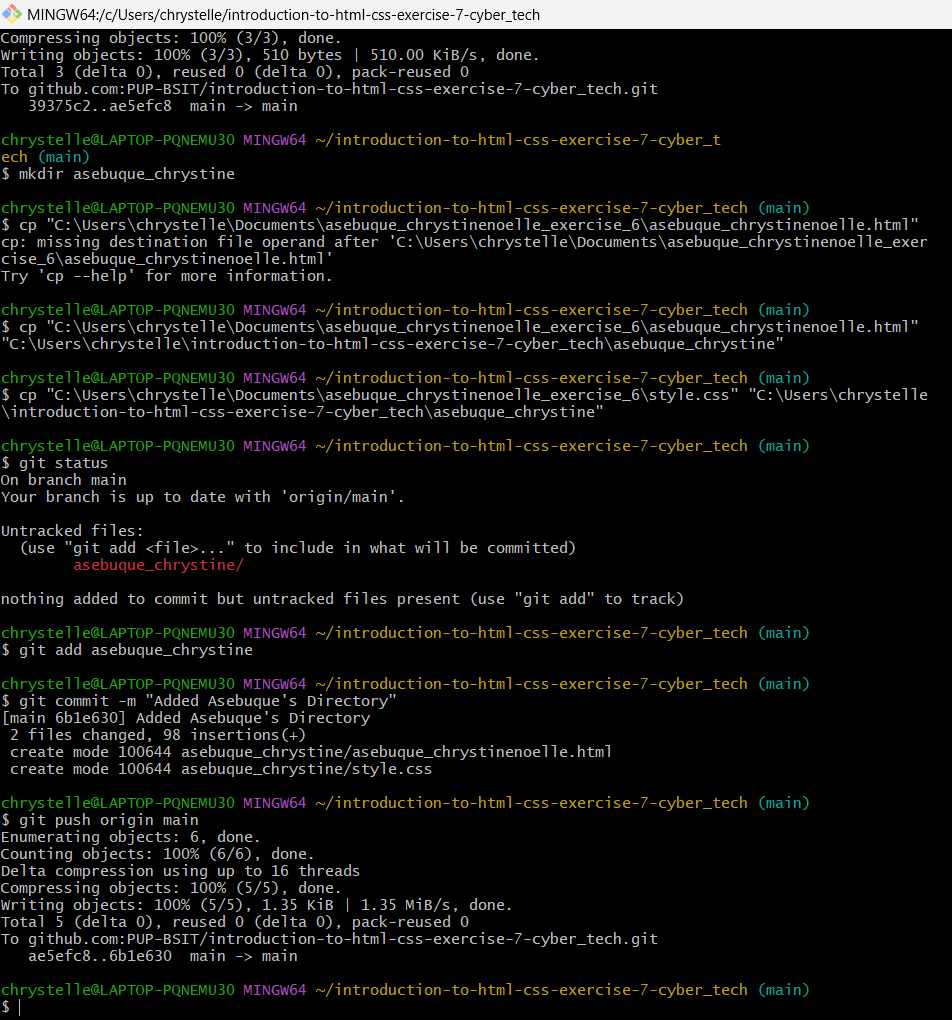 MINGW64:/c/Users/chrystelle/introduction-to-html-css-exercise-7-cyber_tech
Compressing objects: 100% (3/3), done.
Writing objects: 100% (3/3), 510 bytes | 510.00 KiB/s, done.
Total 3 (delta 0), reused 0 (delta 0), pack-reused 0
To github.com:PUP-BSIT/introduction-to-html-css-exercise-7-cyber_tech.git
   39375c2..ae5efc8  main -> main

chrystelle@LAPTOP-PQNEMU30 MINGW64 ~/introduction-to-html-css-exercise-7-cyber_t
ech (main)
$ mkdir asebuque_chrystine

chrystelle@LAPTOP-PQNEMU30 MINGW64 ~/introduction-to-html-css-exercise-7-cyber_tech (main)
$ cp "C:\Users\chrystelle\Documents\asebuque_chrystinenoelle_exercise_6\asebuque_chrystinenoelle.html"
cp: missing destination file operand after 'C:\Users\chrystelle\Documents\asebuque_chrystinenoelle_exer
cise_6\asebuque_chrystinenoelle.html'
Try 'cp --help' for more information.

chrystelle@LAPTOP-PQNEMU30 MINGW64 ~/introduction-to-html-css-exercise-7-cyber_tech (main)
$ cp "C:\Users\chrystelle\Documents\asebuque_chrystinenoelle_exercise_6\asebuque_chrystinenoelle.html"
"C:\Users\chrystelle\introduction-to-html-css-exercise-7-cyber_tech\asebuque_chrystine"

chrystelle@LAPTOP-PQNEMU30 MINGW64 ~/introduction-to-html-css-exercise-7-cyber_tech (main)
$ cp "C:\Users\chrystelle\Documents\asebuque_chrystinenoelle_exercise_6\style.css" "C:\Users\chrystelle
\introduction-to-html-css-exercise-7-cyber_tech\asebuque_chrystine"

chrystelle@LAPTOP-PQNEMU30 MINGW64 ~/introduction-to-html-css-exercise-7-cyber_tech (main)
$ git status
On branch main
Your branch is up to date with 'origin/main'.

Untracked files:
  (use "git add <file>..." to include in what will be committed)
        asebuque_chrystine/

nothing added to commit but untracked files present (use "git add" to track)

chrystelle@LAPTOP-PQNEMU30 MINGW64 ~/introduction-to-html-css-exercise-7-cyber_tech (main)
$ git add asebuque_chrystine

chrystelle@LAPTOP-PQNEMU30 MINGW64 ~/introduction-to-html-css-exercise-7-cyber_tech (main)
$ git commit -m "Added Asebuque's Directory"
[main 6b1e630] Added Asebuque's Directory
 2 files changed, 98 insertions(+)
 create mode 100644 asebuque_chrystine/asebuque_chrystinenoelle.html
 create mode 100644 asebuque_chrystine/style.css

chrystelle@LAPTOP-PQNEMU30 MINGW64 ~/introduction-to-html-css-exercise-7-cyber_tech (main)
$ git push origin main
Enumerating objects: 6, done.
Counting objects: 100% (6/6), done.
Delta compression using up to 16 threads
Compressing objects: 100% (5/5), done.
Writing objects: 100% (5/5), 1.35 KiB | 1.35 MiB/s, done.
Total 5 (delta 0), reused 0 (delta 0), pack-reused 0
To github.com:PUP-BSIT/introduction-to-html-css-exercise-7-cyber_tech.git
   ae5efc8..6b1e630  main -> main

chrystelle@LAPTOP-PQNEMU30 MINGW64 ~/introduction-to-html-css-exercise-7-cyber_tech (main)
$